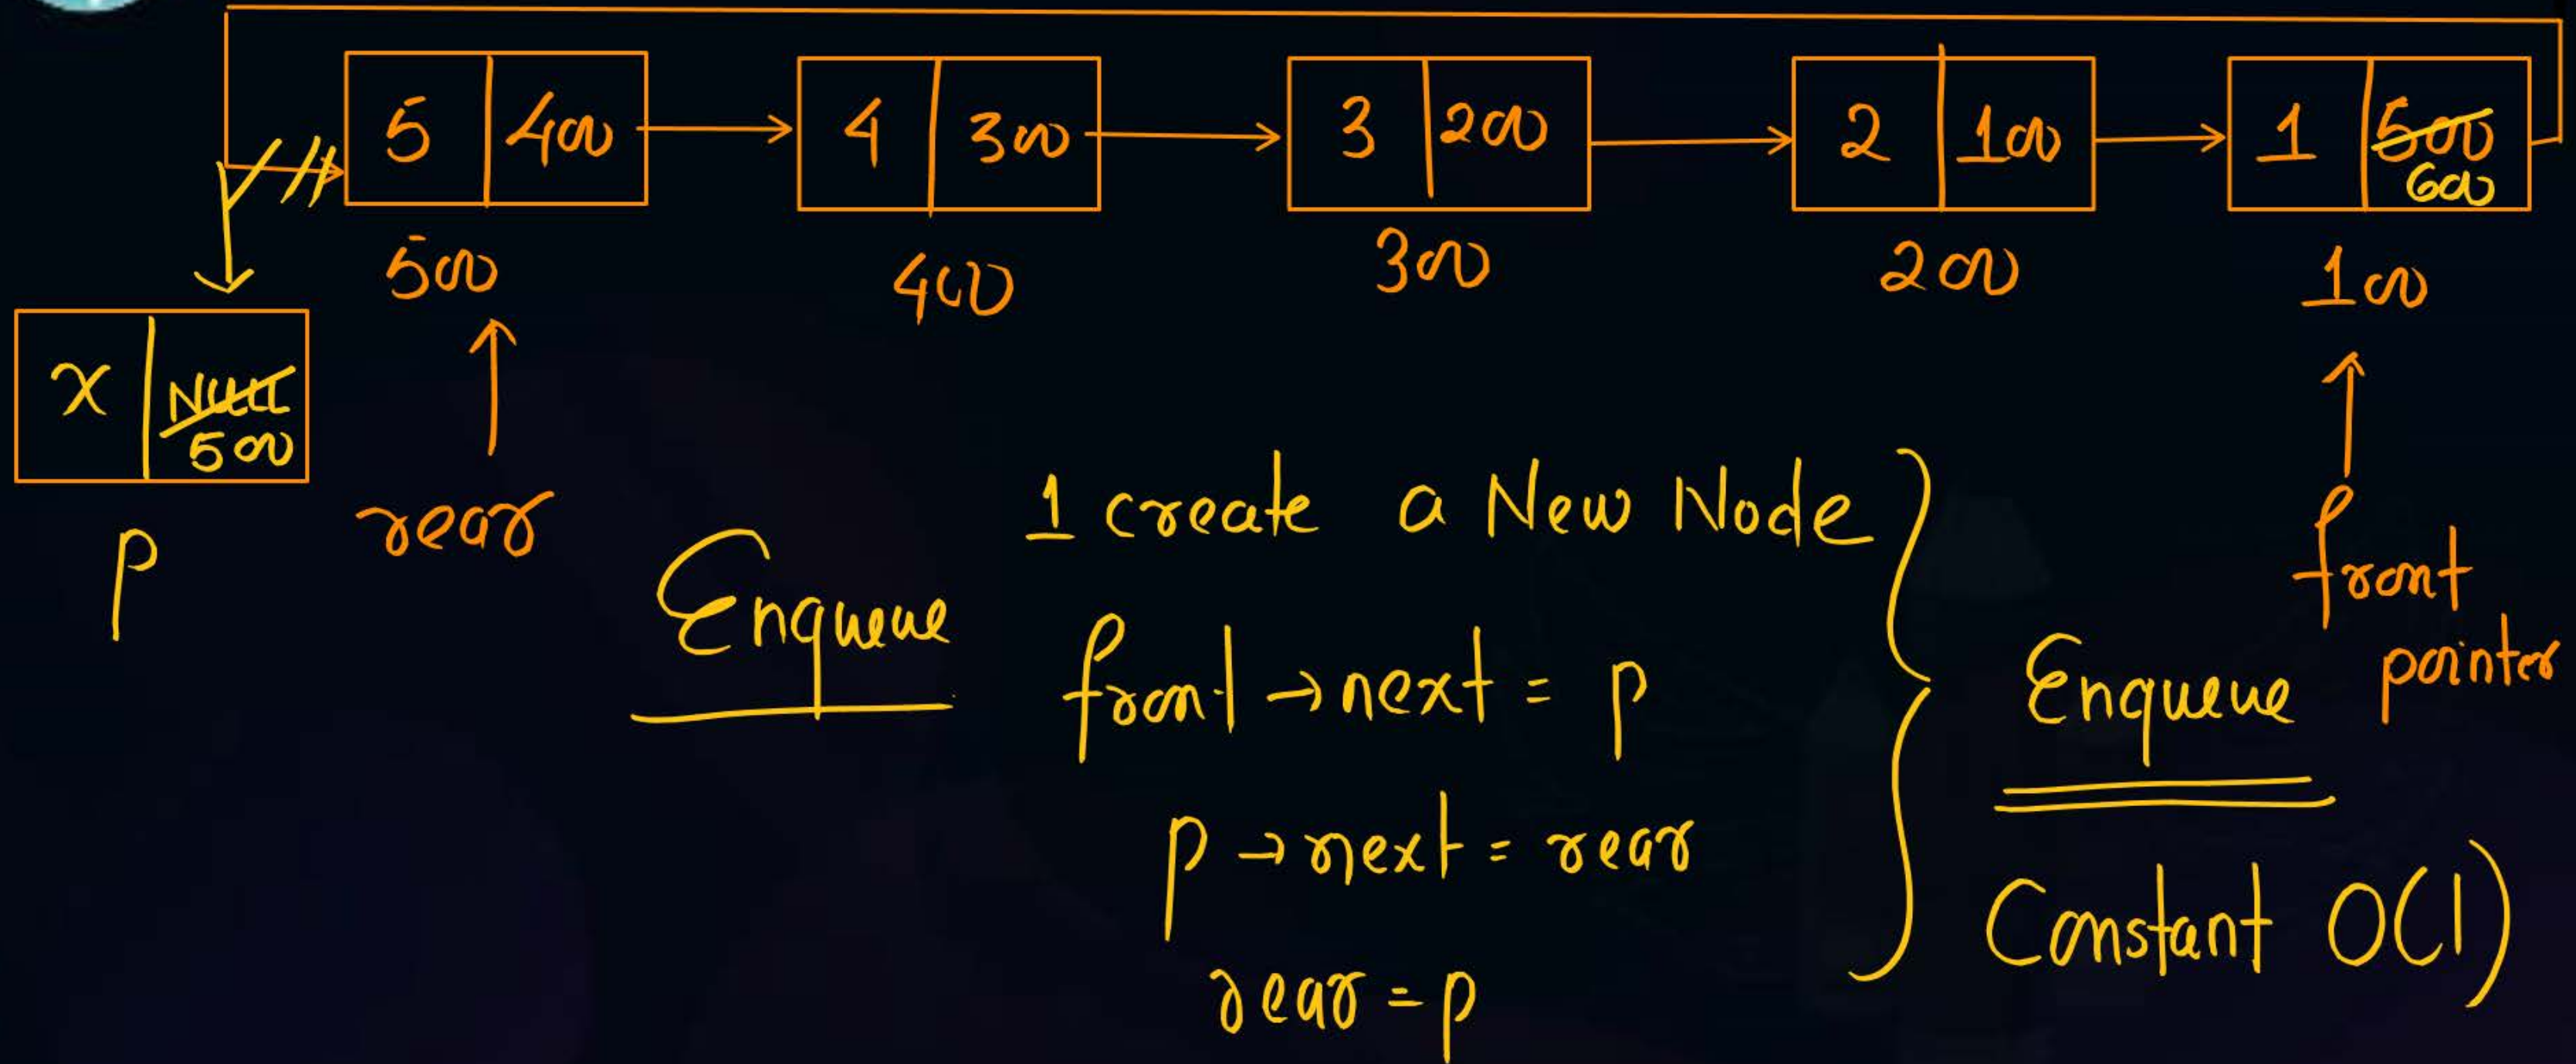 5 400 4 300 3 200 2 100 1 500
600
500 400 300 200 100
x NULL
500
p rear
Enqueue
1 create a New Node
front → next = p
p → next = rear
rear = p
Enqueue
Constant O(1)
front
pointer